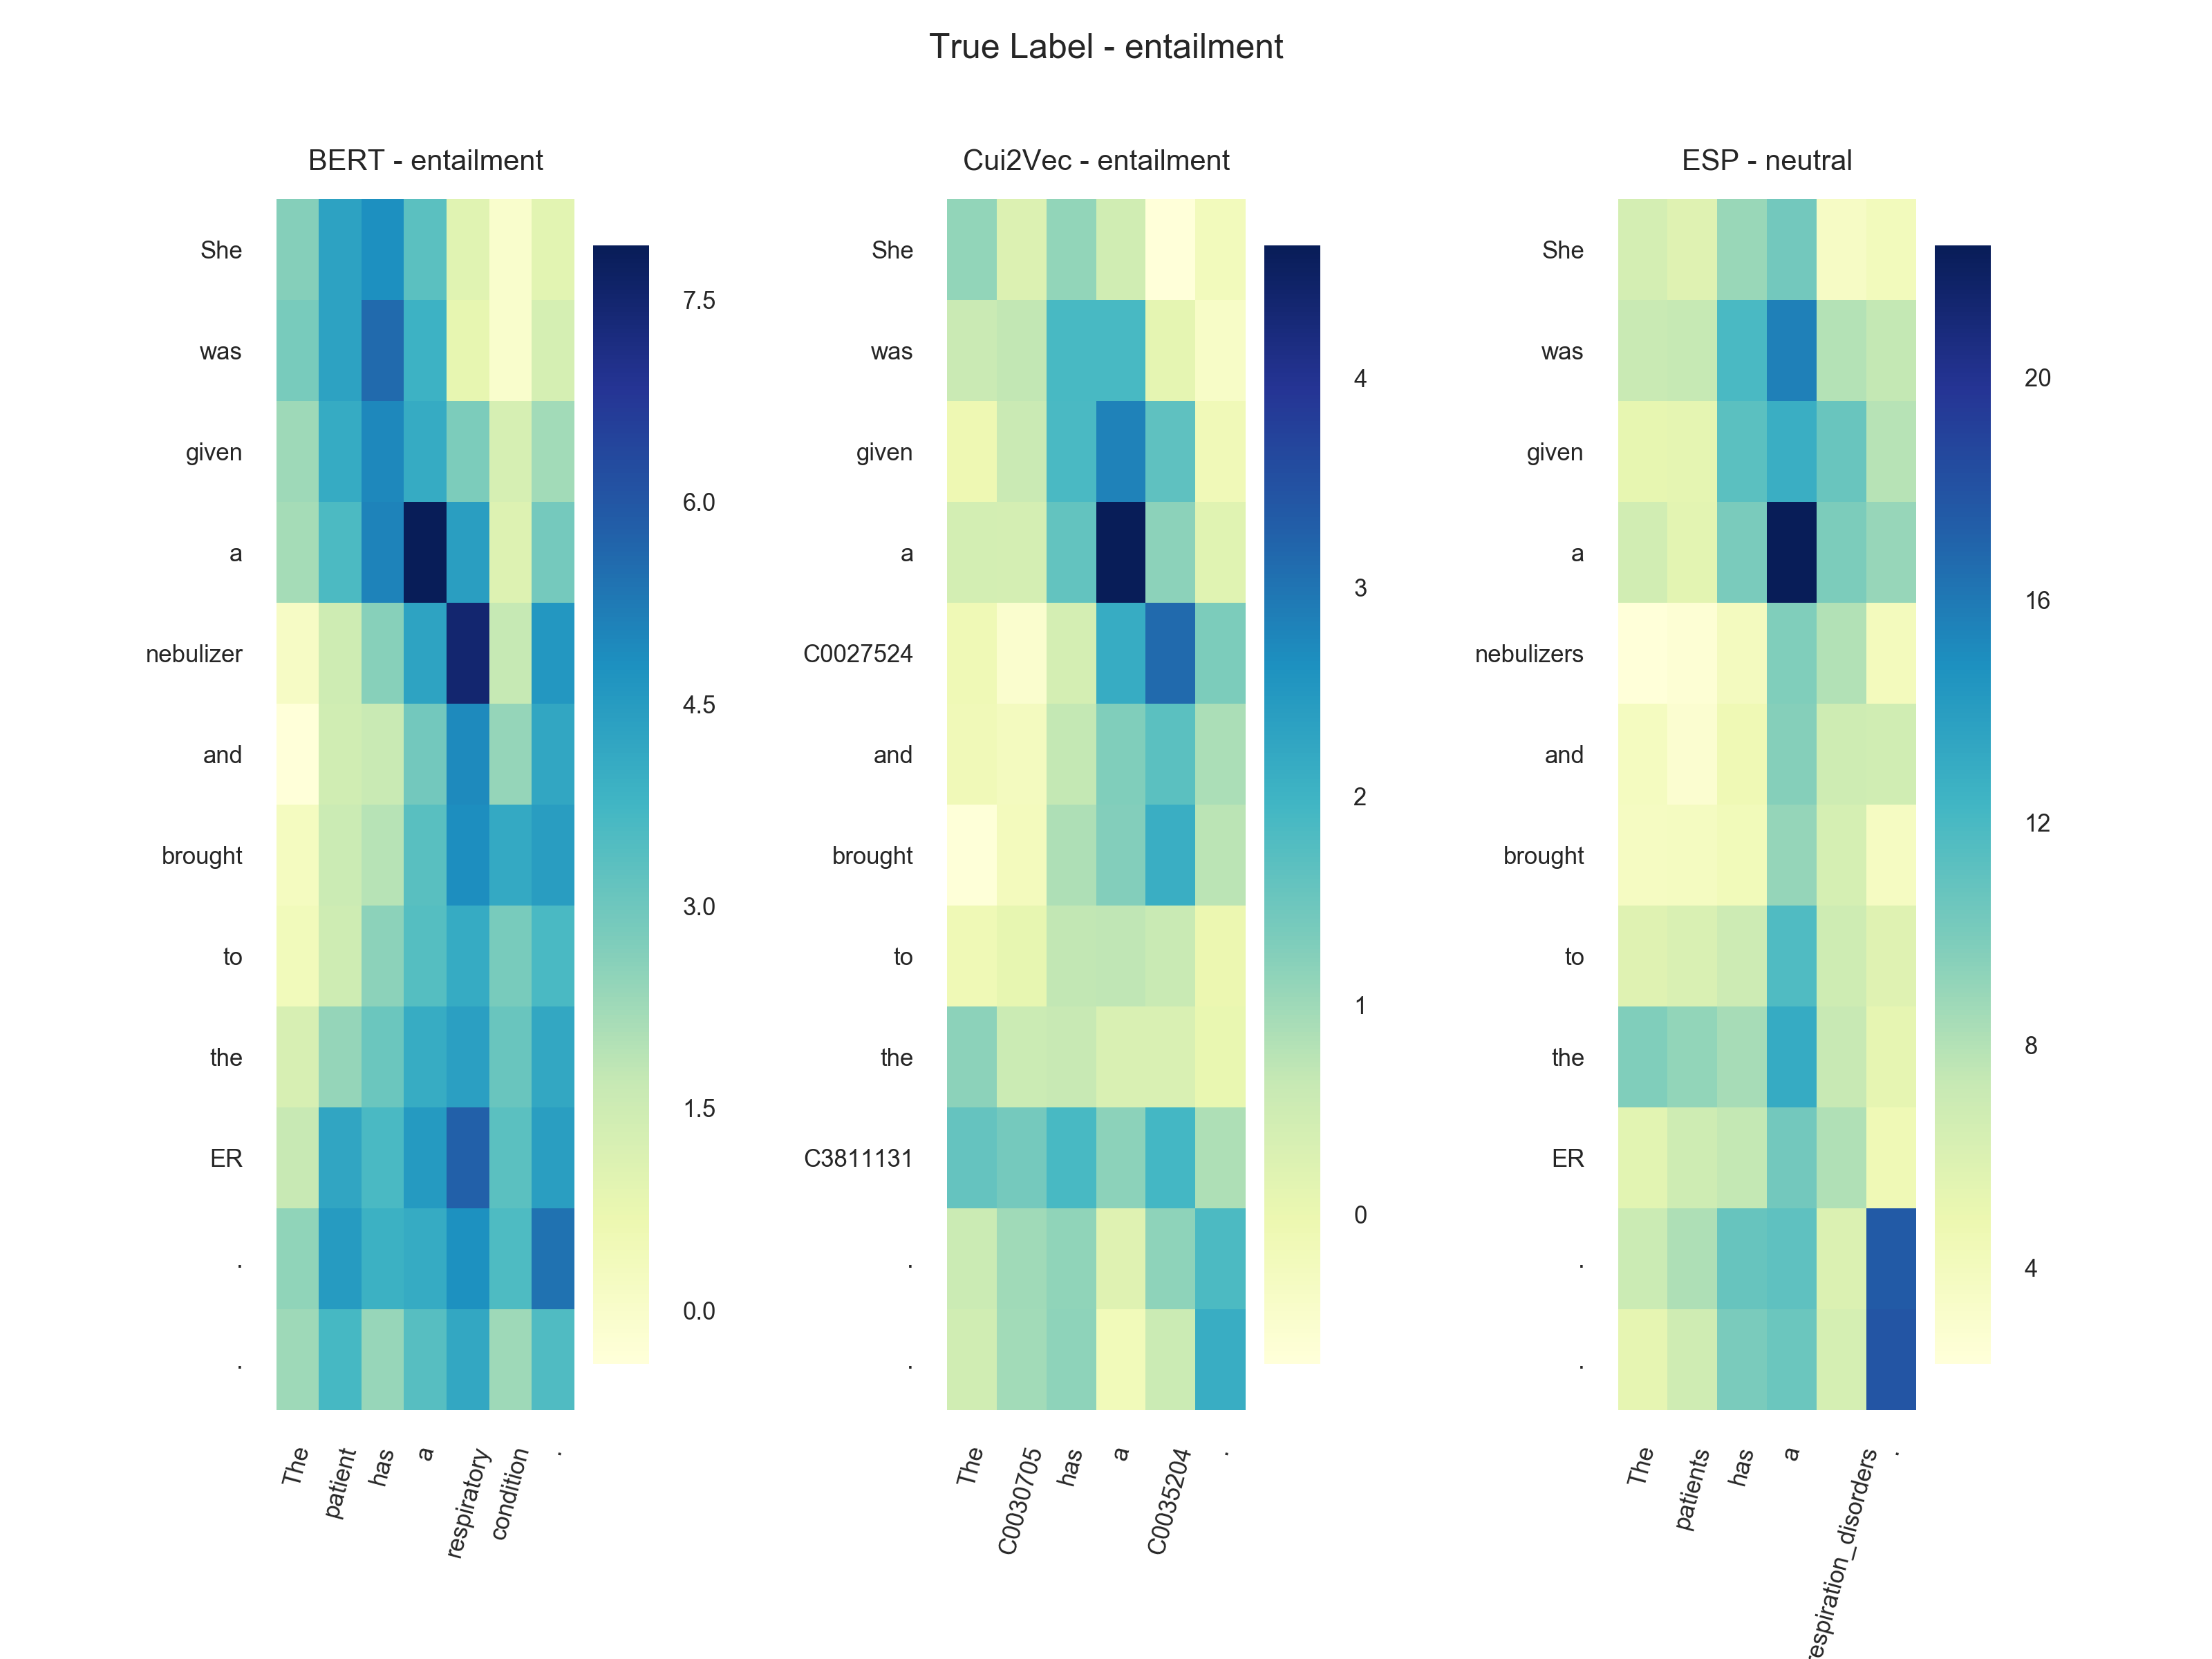 True Label - entailment
BERT - entailment
She
was
given
a
nebulizer
and
brought
to
the
ER
.
.
The
patient
has
a
respiratory
condition
.
7.5
6.0
4.5
3.0
1.5
0.0
Cui2Vec - entailment
She
was
given
a
C0027524
and
brought
to
the
C3811131
.
.
The
C0030705
has
a
C0035204
.
4
3
2
1
0
ESP - neutral
She
was
given
a
nebulizers
and
brought
to
the
ER
.
.
The
patients
has
a
espiration_disorders
.
20
16
12
8
4